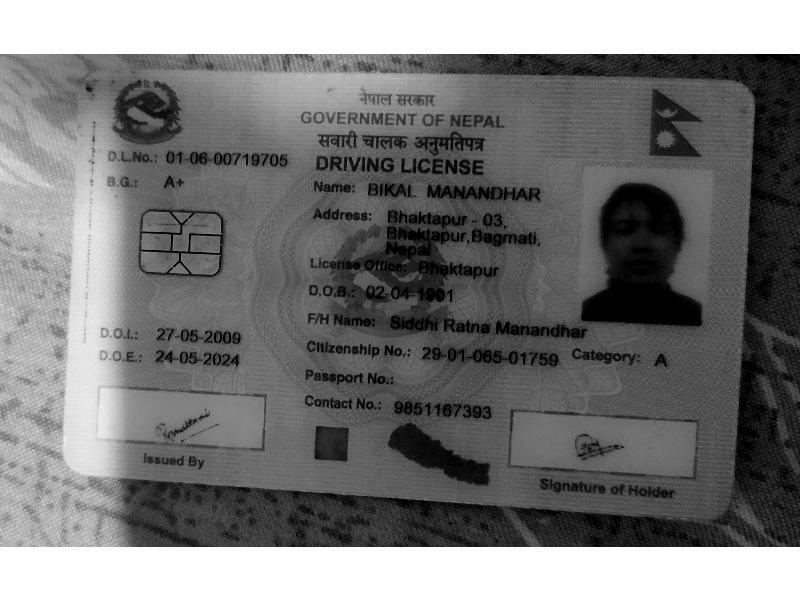 नेपाल सरकार
GOVERNMENT OF NEPAL
सवारी चालक अनुमतिपत्र
DRIVING LICENSE
D.L.No.: 01-06-00719705
B.G.: A+
Name: BIKAL MANANDHAR
Address: Bhaktapur - 03,
Bhaktapur,Bagmati,
Nepal
License Office: Bhaktapur
D.O.B.: 02-04-1991
F/H Name: Siddhi Ratna Manandhar
D.O.I.: 27-05-2009
D.O.E.: 24-05-2024
Citizenship No.: 29-01-065-01759
Category: A
Passport No.:
Contact No.: 9851167393
Issued By
Signature of Holder